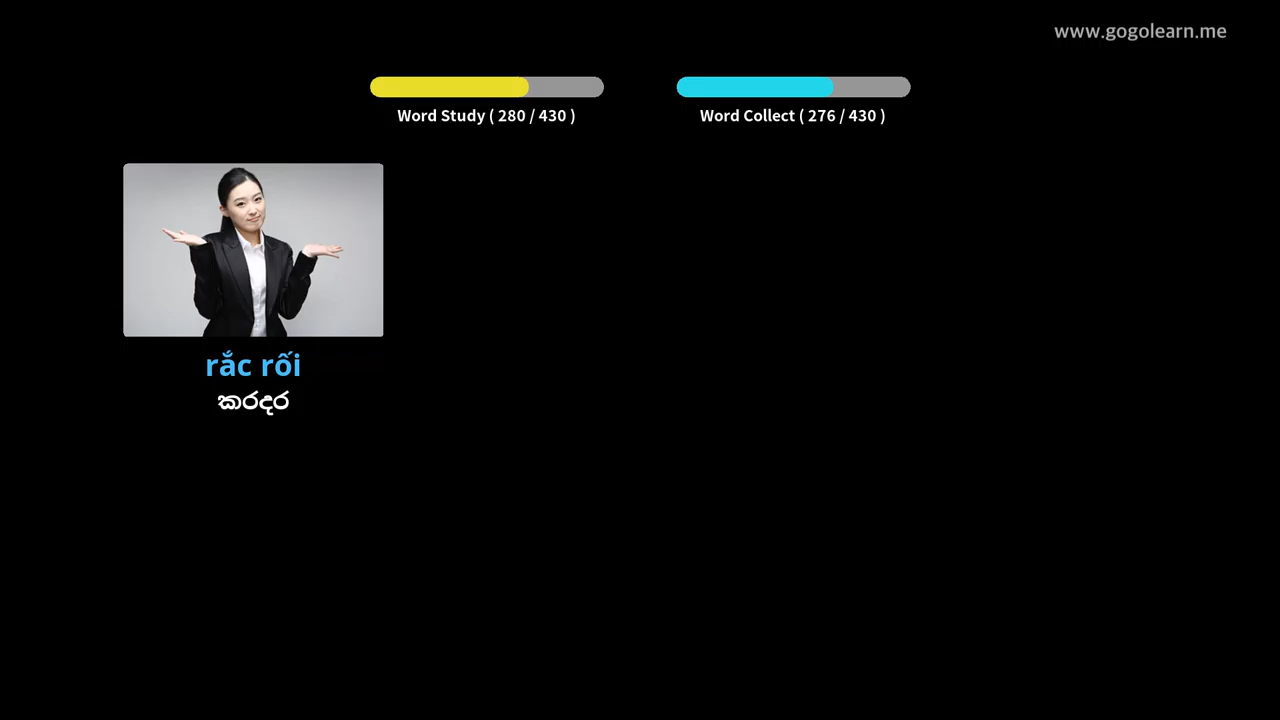 www.gogolearn.me
Word Study ( 280 / 430 )
Word Collect ( 276 / 430 )
rắc rối
කරදර